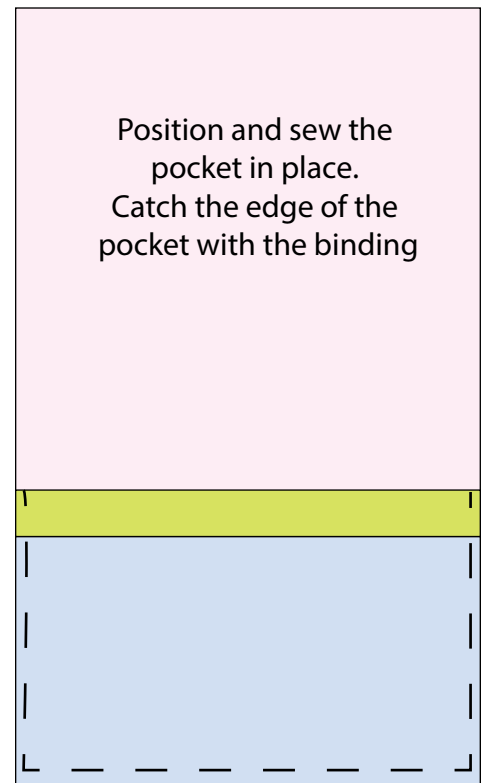 Position and sew the
pocket in place.
Catch the edge of the
pocket with the binding